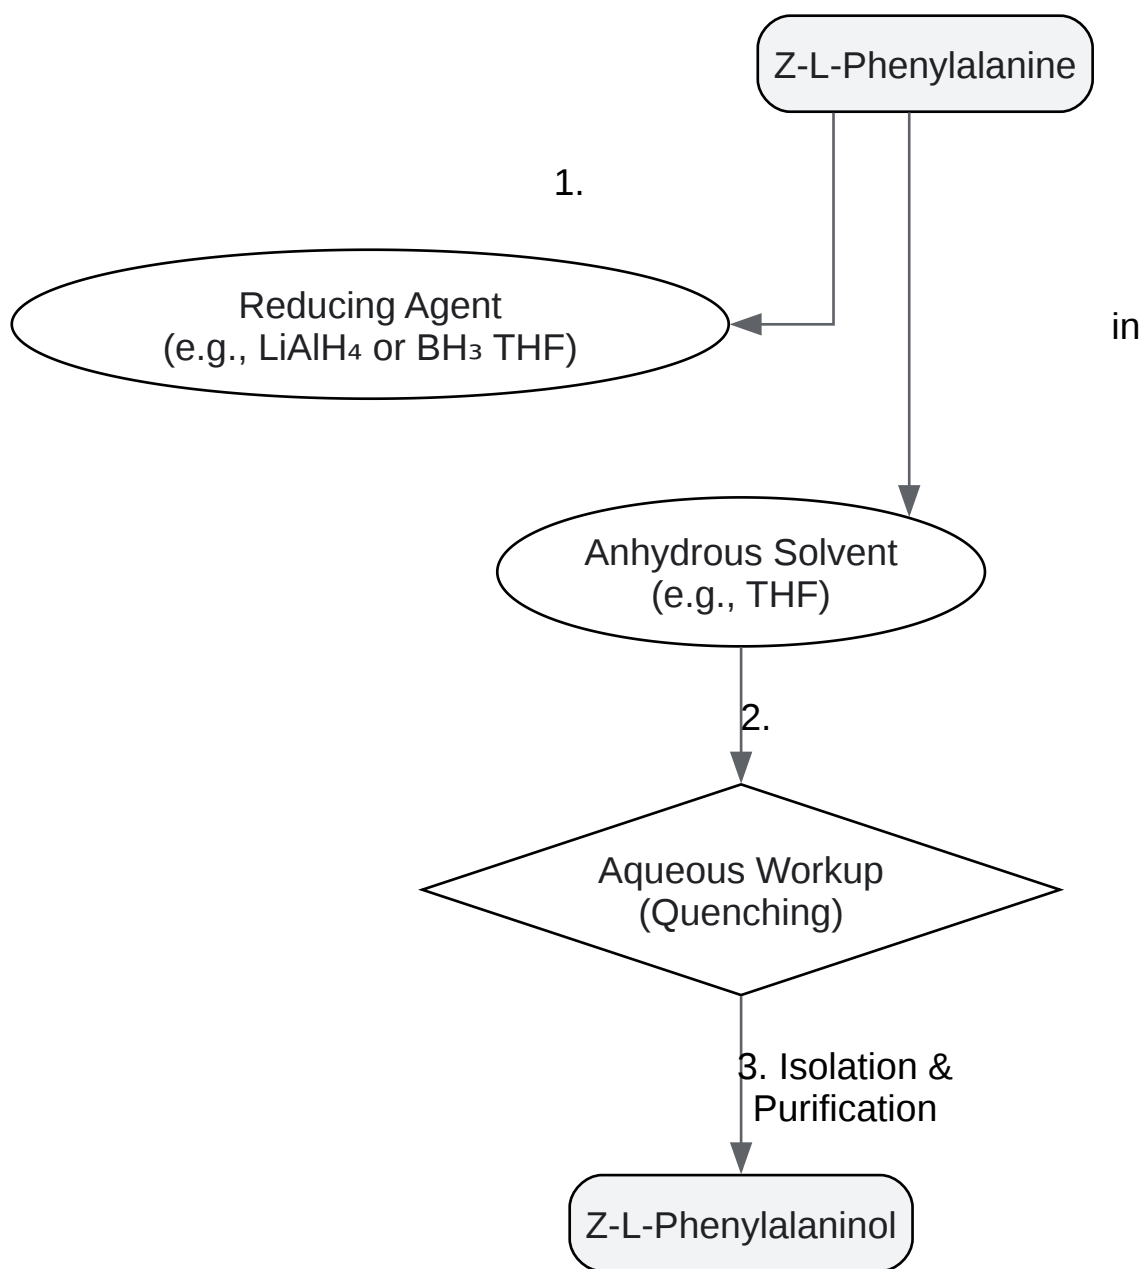 Z-L-Phenylalanine
1.
Reducing Agent
(e.g., LiAlH₄ or BH₃ THF)
in
Anhydrous Solvent
(e.g., THF)
2.
Aqueous Workup
(Quenching)
3. Isolation &
Purification
Z-L-Phenylalaninol